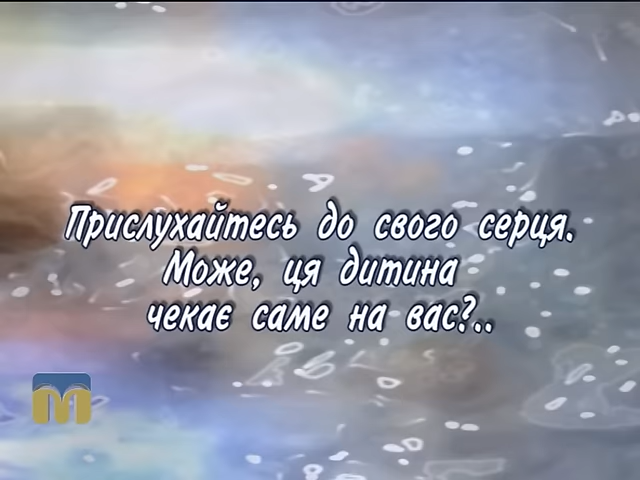 Прислухайтесь до свого серця.
Може, ця дитина
чекає саме на вас?..
М